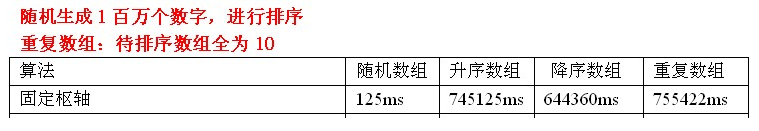 随机生成 1 百万个数字，进行排序
重复数组：待排序数组全为 10
算法 随机数组 升序数组 降序数组 重复数组
固定枢轴 125ms 745125ms 644360ms 755422ms